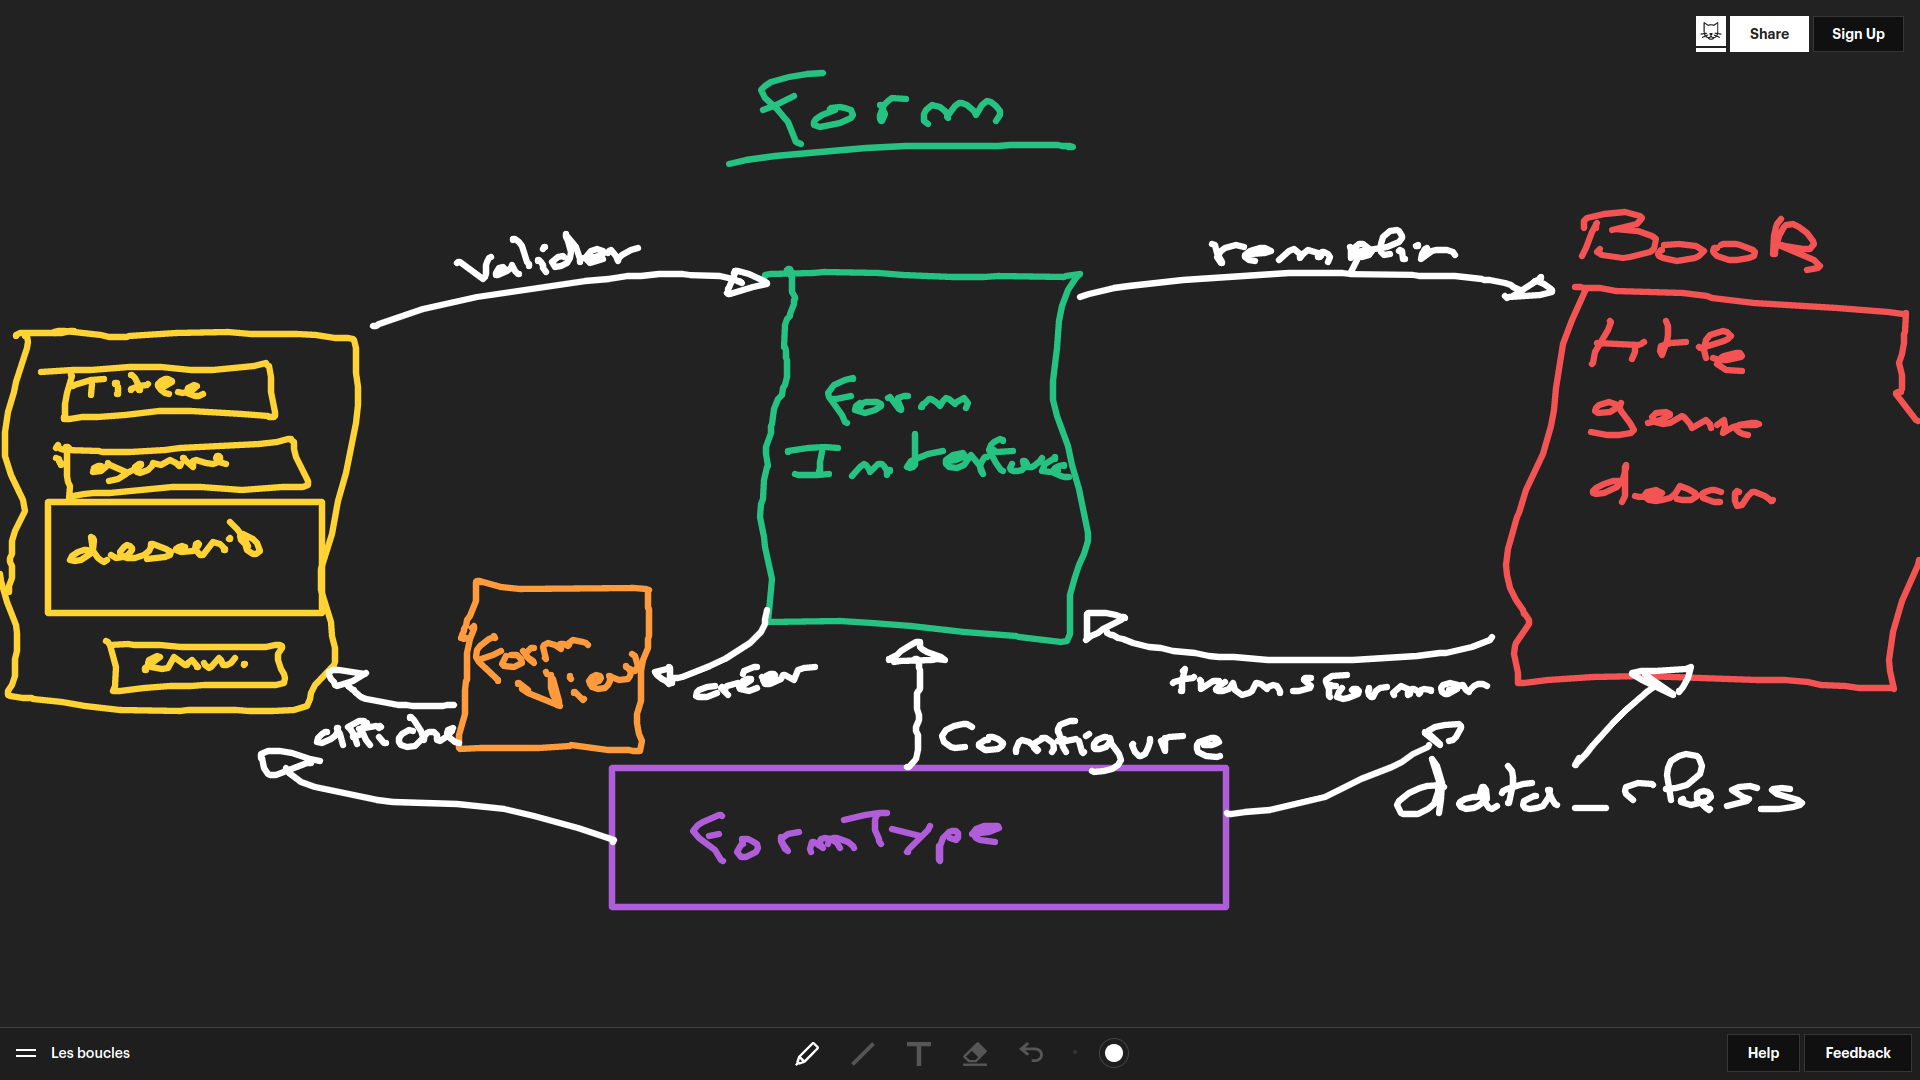 Share
Sign Up
Form
valider
remplir
Book
Titre
titre
genre
descrip
descr
Form
Interface
Form
View
envoi.
créer
transformer
affiche
Configure
data_class
FormType
Les boucles
T
Help
Feedback